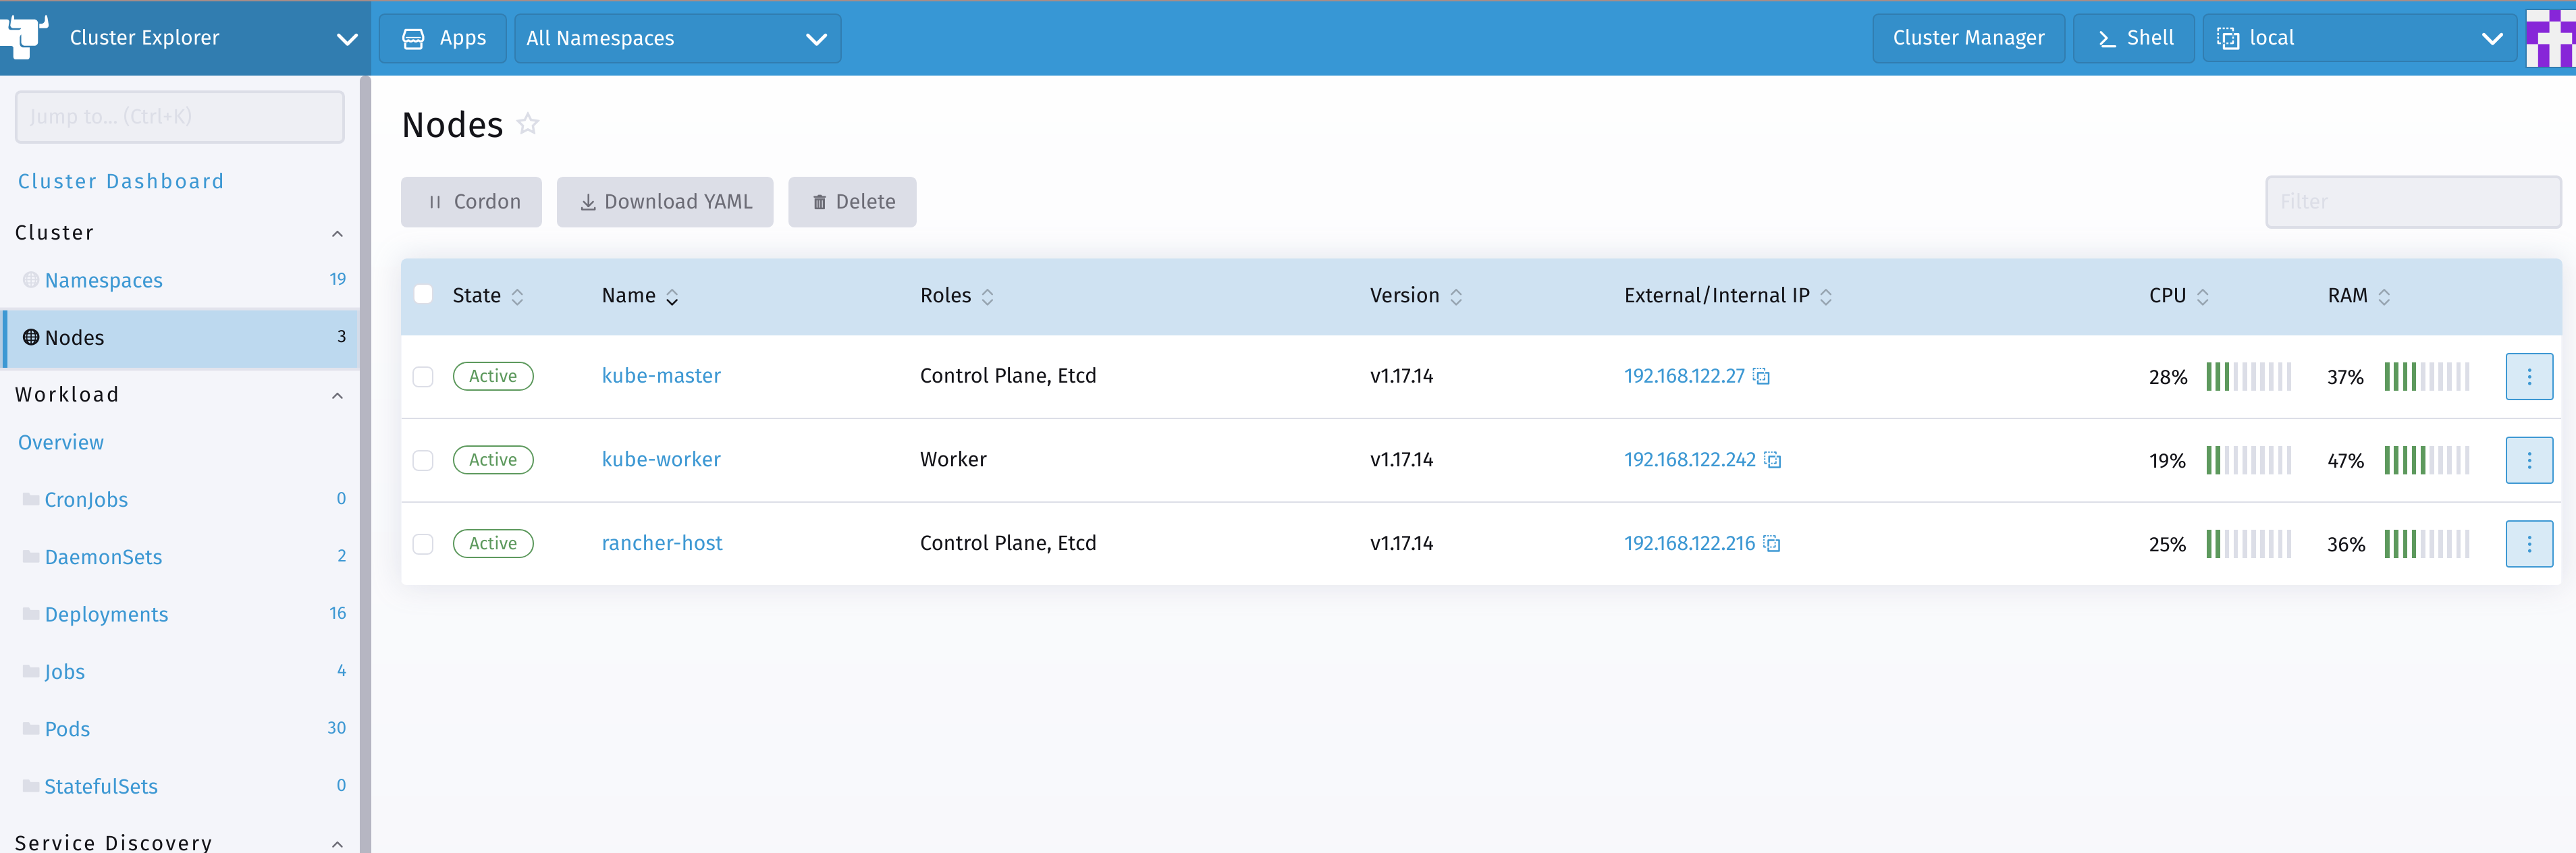 Cluster Explorer
Apps
All Namespaces
Cluster Manager
Shell
local
Jump to... (Ctrl+K)
Cluster Dashboard
Cluster
Namespaces 19
Nodes 3
Workload
Overview
CronJobs 0
DaemonSets 2
Deployments 16
Jobs 4
Pods 30
StatefulSets 0
Service Discovery
Nodes
Cordon
Download YAML
Delete
Filter
State Name Roles Version External/Internal IP CPU RAM
Active kube-master Control Plane, Etcd v1.17.14 192.168.122.27 28% 37%
Active kube-worker Worker v1.17.14 192.168.122.242 19% 47%
Active rancher-host Control Plane, Etcd v1.17.14 192.168.122.216 25% 36%